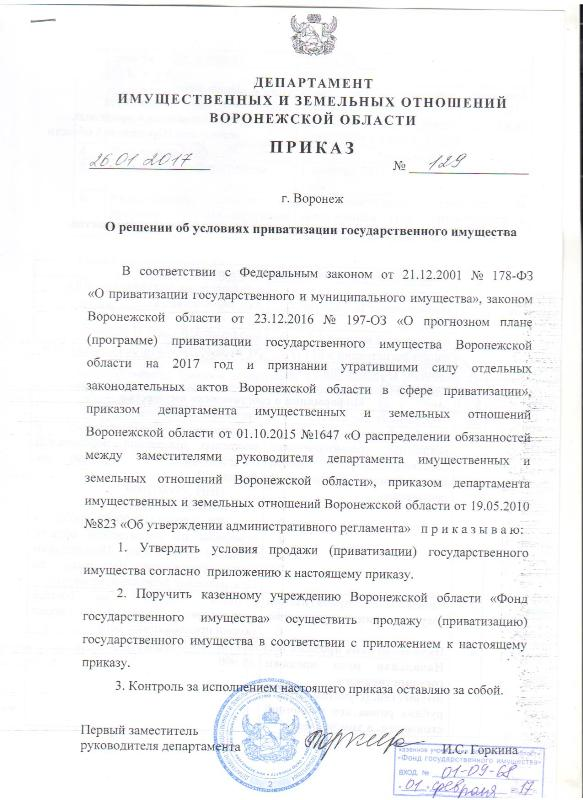 ДЕПАРТАМЕНТ
ИМУЩЕСТВЕННЫХ И ЗЕМЕЛЬНЫХ ОТНОШЕНИЙ
ВОРОНЕЖСКОЙ ОБЛАСТИ
ПРИКАЗ
26.01.2017 № 129
г. Воронеж
О решении об условиях приватизации государственного имущества
В соответствии с Федеральным законом от 21.12.2001 № 178-ФЗ
«О приватизации государственного и муниципального имущества», законом
Воронежской области от 23.12.2016 № 197-ОЗ «О прогнозном плане
(программе) приватизации государственного имущества Воронежской
области на 2017 год и признании утратившими силу отдельных
законодательных актов Воронежской области в сфере приватизации»,
приказом департамента имущественных и земельных отношений
Воронежской области от 01.10.2015 №1647 «О распределении обязанностей
между заместителями руководителя департамента имущественных и
земельных отношений Воронежской области», приказом департамента
имущественных и земельных отношений Воронежской области от 19.05.2010
№823 «Об утверждении административного регламента» п р и к а з ы в а ю:
1. Утвердить условия продажи (приватизации) государственного
имущества согласно приложению к настоящему приказу.
2. Поручить казенному учреждению Воронежской области «Фонд
государственного имущества» осуществить продажу (приватизацию)
государственного имущества в соответствии с приложением к настоящему
приказу.
3. Контроль за исполнением настоящего приказа оставляю за собой.
Первый заместитель
руководителя департамента И.С. Горкина
«Фонд государственного имущества»
ВХОД. № 01-09-68
«01» февраля 17.
2